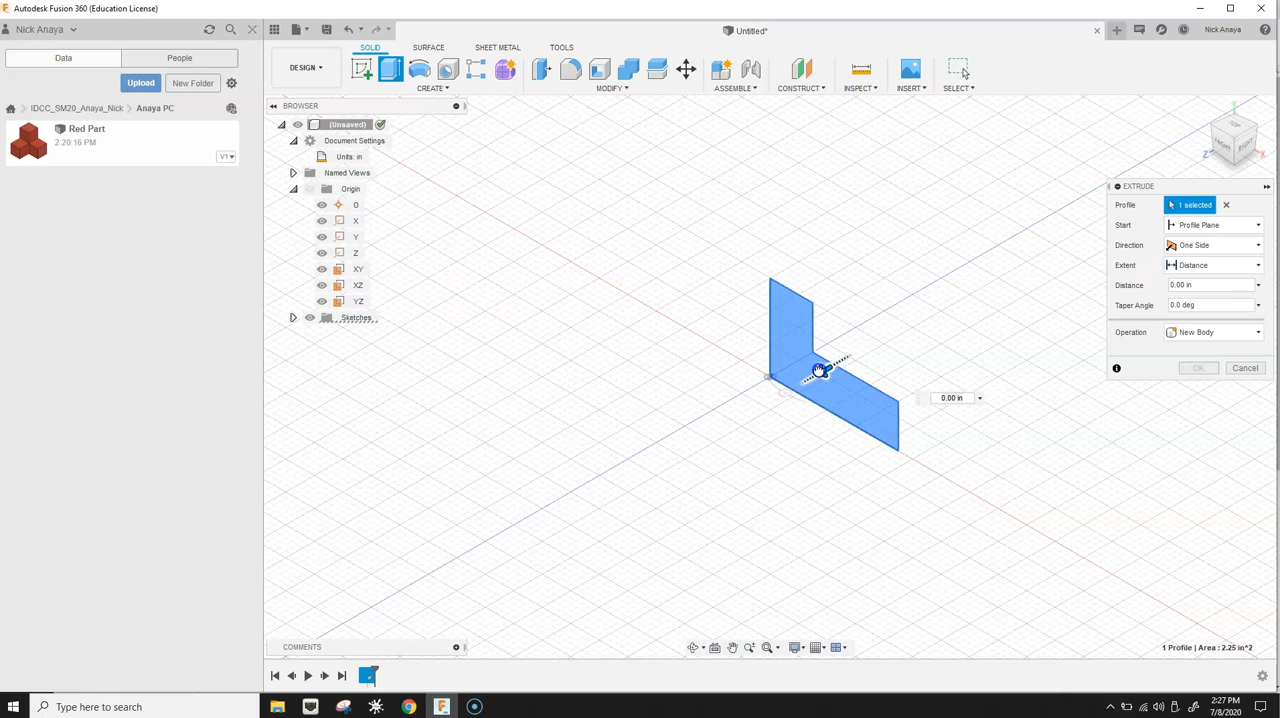 Autodesk Fusion 360 (Education License)
Nick Anaya
Untitled*
Nick Anaya
Data
People
Upload
New Folder
IDCC_SM20_Anaya_Nick
Anaya PC
Red Part
2:20:16 PM
V1
SOLID
SURFACE
SHEET METAL
TOOLS
DESIGN
CREATE
MODIFY
ASSEMBLE
CONSTRUCT
INSPECT
INSERT
SELECT
BROWSER
(Unsaved)
Document Settings
Units: in
Named Views
Origin
O
X
Y
Z
XY
XZ
YZ
Sketches
TOP
FRONT
RIGHT
Y
Z
X
EXTRUDE
Profile
1 selected
Start
Profile Plane
Direction
One Side
Extent
Distance
Distance
0.00 in
Taper Angle
0.0 deg
Operation
New Body
OK
Cancel
0.00 in
COMMENTS
1 Profile | Area : 2.25 in^2
Type here to search
2:27 PM
7/8/2020